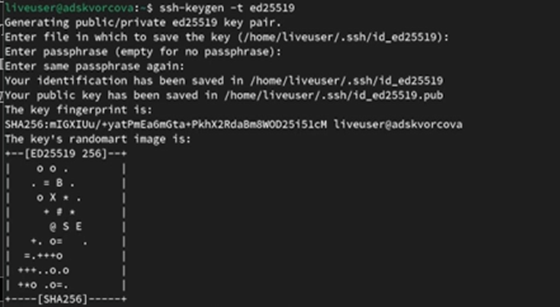 liveuser@adskvorcova:~$ ssh-keygen -t ed25519
Generating public/private ed25519 key pair.
Enter file in which to save the key (/home/liveuser/.ssh/id_ed25519):
Enter passphrase (empty for no passphrase):
Enter same passphrase again:
Your identification has been saved in /home/liveuser/.ssh/id_ed25519
Your public key has been saved in /home/liveuser/.ssh/id_ed25519.pub
The key fingerprint is:
SHA256:mIGXIUu/+yatPmEa6mGta+PkhX2RdaBm8WOD25i51cM liveuser@adskvorcova
The key's randomart image is:
+--[ED25519 256]--+
|    o o .        |
|   . = B .       |
|    o X * .      |
|     + # *       |
|      @ S E      |
|   +. o=   .     |
|  =.+++o         |
| +++..o.o        |
| +*o .o=.        |
+----[SHA256]-----+